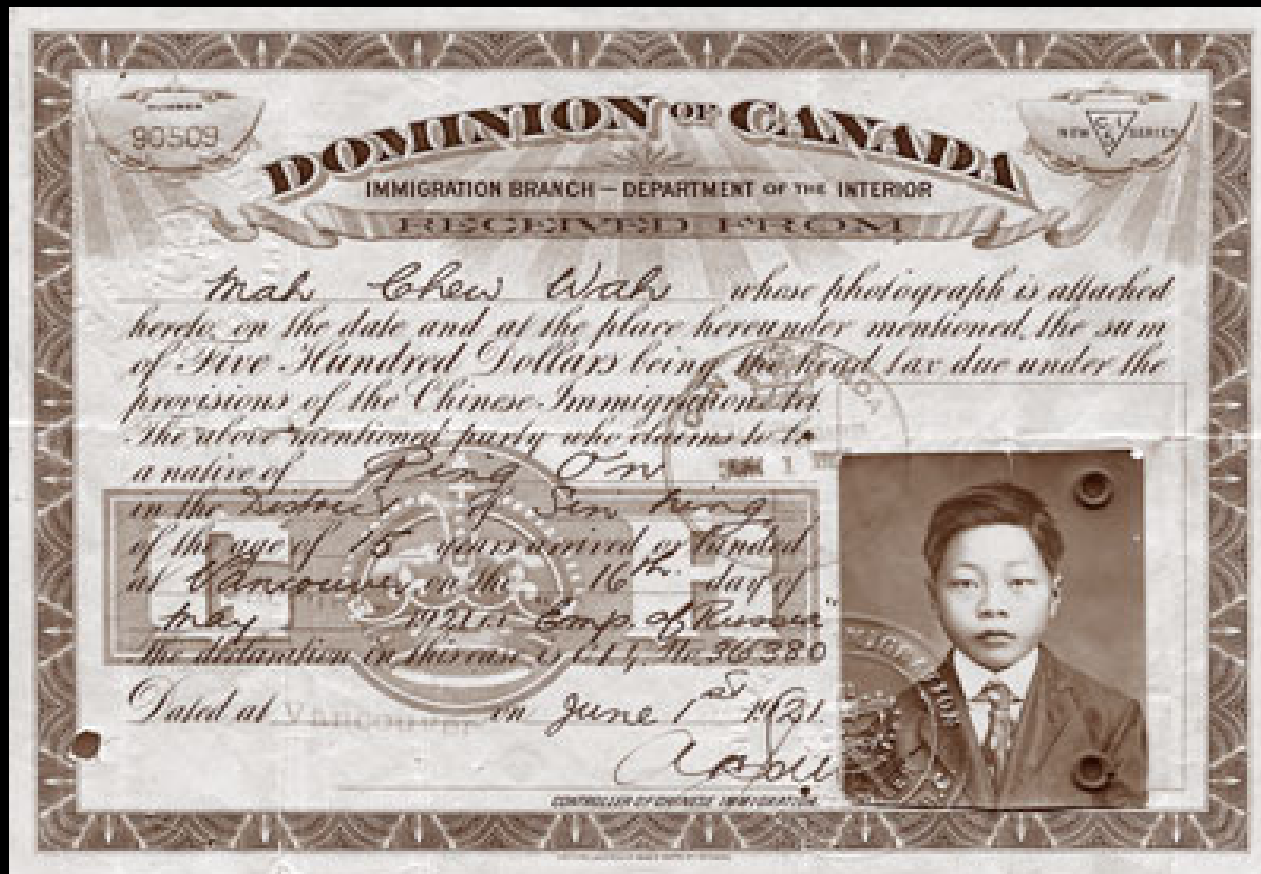 NUMBER
90509
NEW C.I.5 SERIES
DOMINION OF CANADA
IMMIGRATION BRANCH – DEPARTMENT OF THE INTERIOR
RECEIVED FROM
Mah Chew Wah whose photograph is attached
hereto, on the date and at the place hereunder mentioned, the sum
of Five Hundred Dollars being the head tax due under the
provisions of the Chinese Immigration Act.
The above mentioned party who claims to be
a native of Ping On
in the District of Sin Ning
of the age of 15 years arrived or landed
at Vancouver on the 16th day of
May 1921 "Emp. of Russia"
The declaration in this case is C.I.5 No. 36380
Dated at Vancouver on June 1st 1921.
CONTROLLER OF CHINESE IMMIGRATION